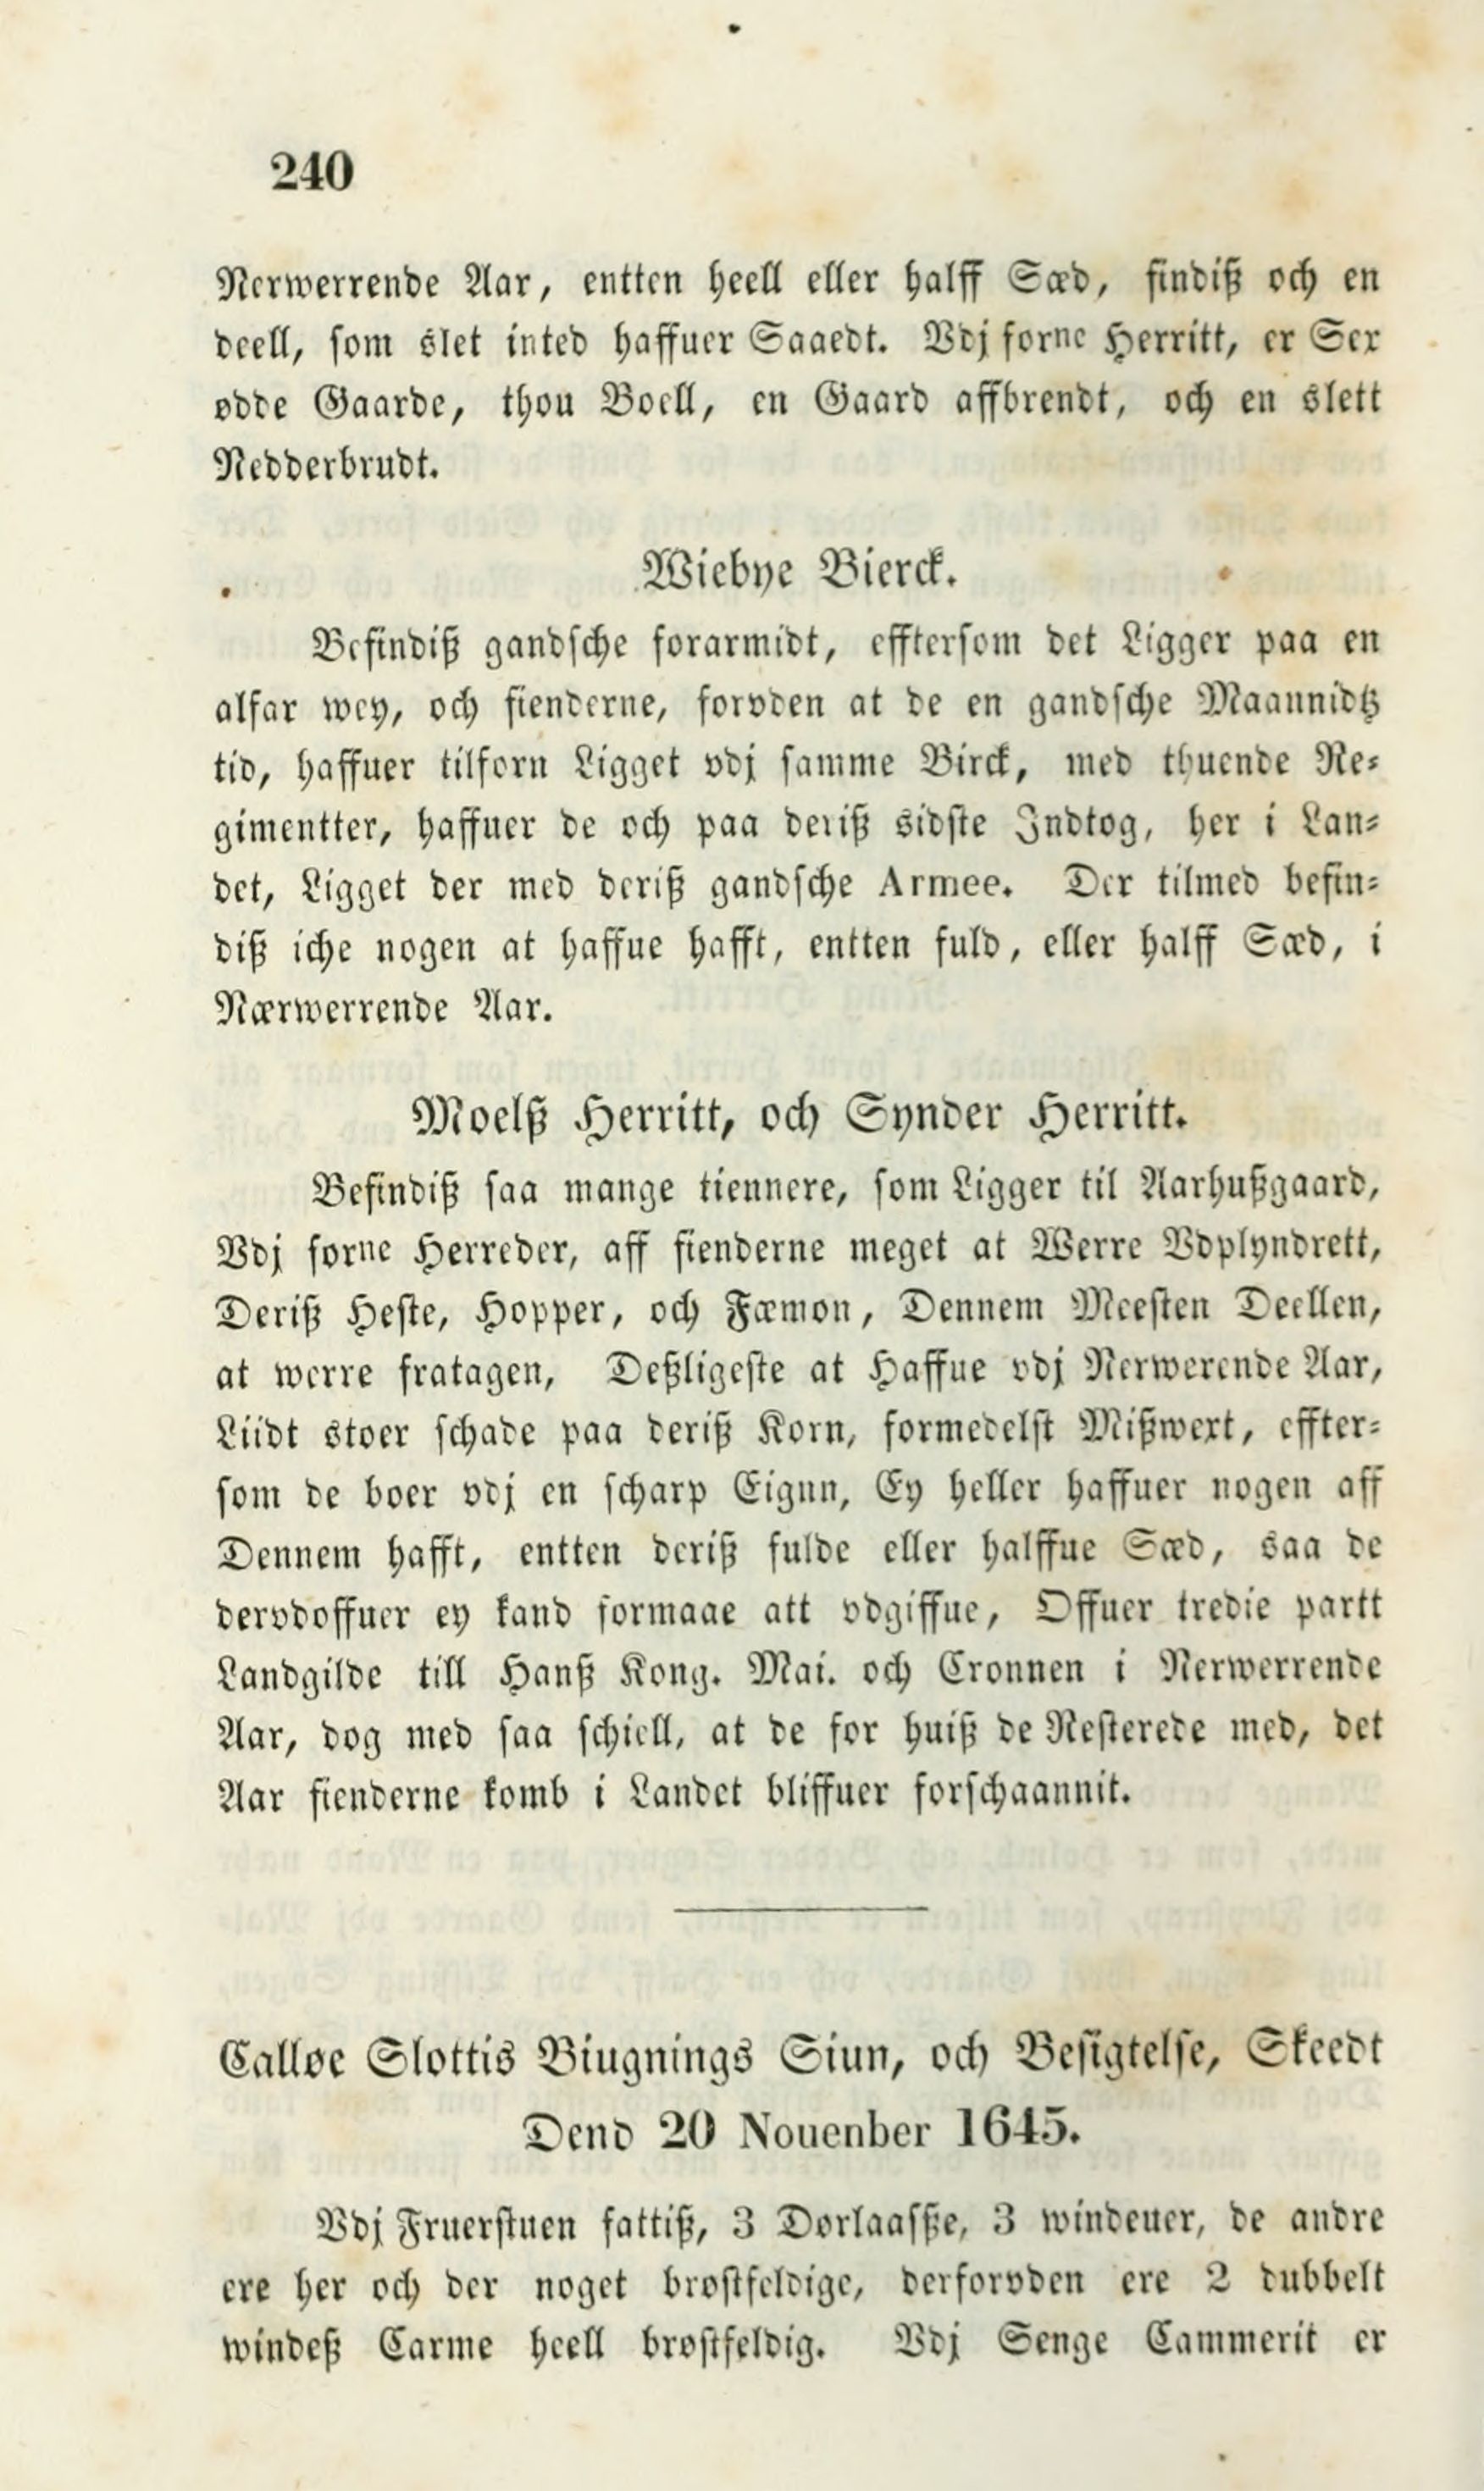 240
Nerwerrende Aar, entten heell eller halff Sæd, findiß och en
deell, som slet inted haffuer Saaedt. Vdj forne Herritt, er Sex
ødde Gaarde, thou Boell, en Gaard affbrendt, och en slett
Nedderbrudt.
Wiebye Bierck.
Befindiß gandsche forarmidt, efftersom det Ligger paa en
alfar wey, och fienderne, forvden at de en gandsche Maannidtz
tid, haffuer tilforn Ligget vdj samme Birck, med thuende Re-
gimentter, haffuer de och paa deriß sidste Indtog, her i Lan-
det, Ligget der med deriß gandsche Armee. Der tilmed befin-
diß iche nogen at haffue hafft, entten fuld, eller halff Sæd, i
Nærwerrende Aar.
Moelß Herritt, och Synder Herritt.
Befindiß saa mange tiennere, som Ligger til Aarhußgaard,
Vdj forne Herreder, aff fienderne meget at Werre Vdplyndrett,
Deriß Heste, Hopper, och Fæmon, Dennem Meesten Deellen,
at werre fratagen, Deßligeste at Haffue vdj Nerwerende Aar,
Liidt stoer schade paa deriß Korn, formedelst Mißwext, effter-
som de boer vdj en scharp Eignn, Ey heller haffuer nogen aff
Dennem hafft, entten deriß fulde eller halffue Sæd, saa de
dervdoffuer ey kand formaae att vdgiffue, Offuer tredie partt
Landgilde till Hanß Kong. Mai. och Cronnen i Nerwerrende
Aar, dog med saa schiell, at de for huiß de Resterede med, det
Aar fienderne komb i Landet bliffuer forschaannit.
Calløe Slottis Biugnings Siun, och Besigtelse, Skeedt
Dend 20 Nouenber 1645.
Vdj Fruerstuen fattiß, 3 Dørlaasße, 3 windeuer, de andre
ere her och der noget brøstfeldige, derforvden ere 2 dubbelt
windeß Carme heell brøstfeldig. Vdj Senge Cammerit er